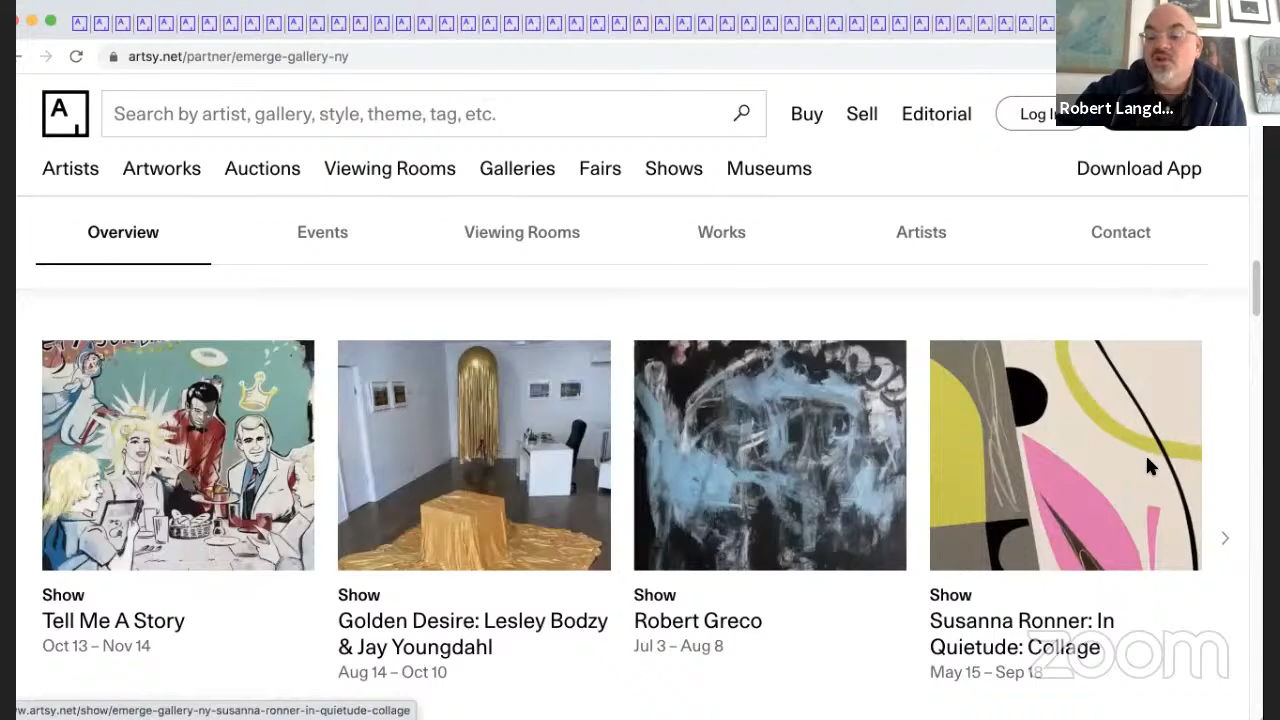 artsy.net/partner/emerge-gallery-ny
A
Search by artist, gallery, style, theme, tag, etc.
Buy
Sell
Editorial
Log In
Robert Langd...
Artists
Artworks
Auctions
Viewing Rooms
Galleries
Fairs
Shows
Museums
Download App
Overview
Events
Viewing Rooms
Works
Artists
Contact
Show
Tell Me A Story
Oct 13 – Nov 14
Show
Golden Desire: Lesley Bodzy
& Jay Youngdahl
Aug 14 – Oct 10
Show
Robert Greco
Jul 3 – Aug 8
Show
Susanna Ronner: In
Quietude: Collage
May 15 – Sep 18
zoom
w.artsy.net/show/emerge-gallery-ny-susanna-ronner-in-quietude-collage